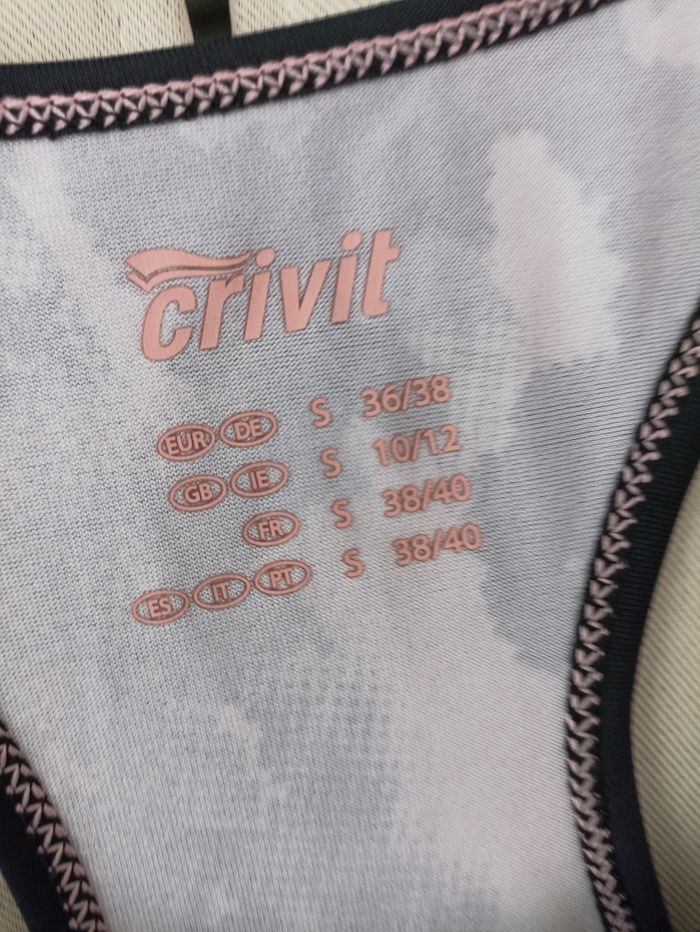 crivit
EUR DE S 36/38
GB IE S 10/12
FR S 38/40
ES IT PT S 38/40